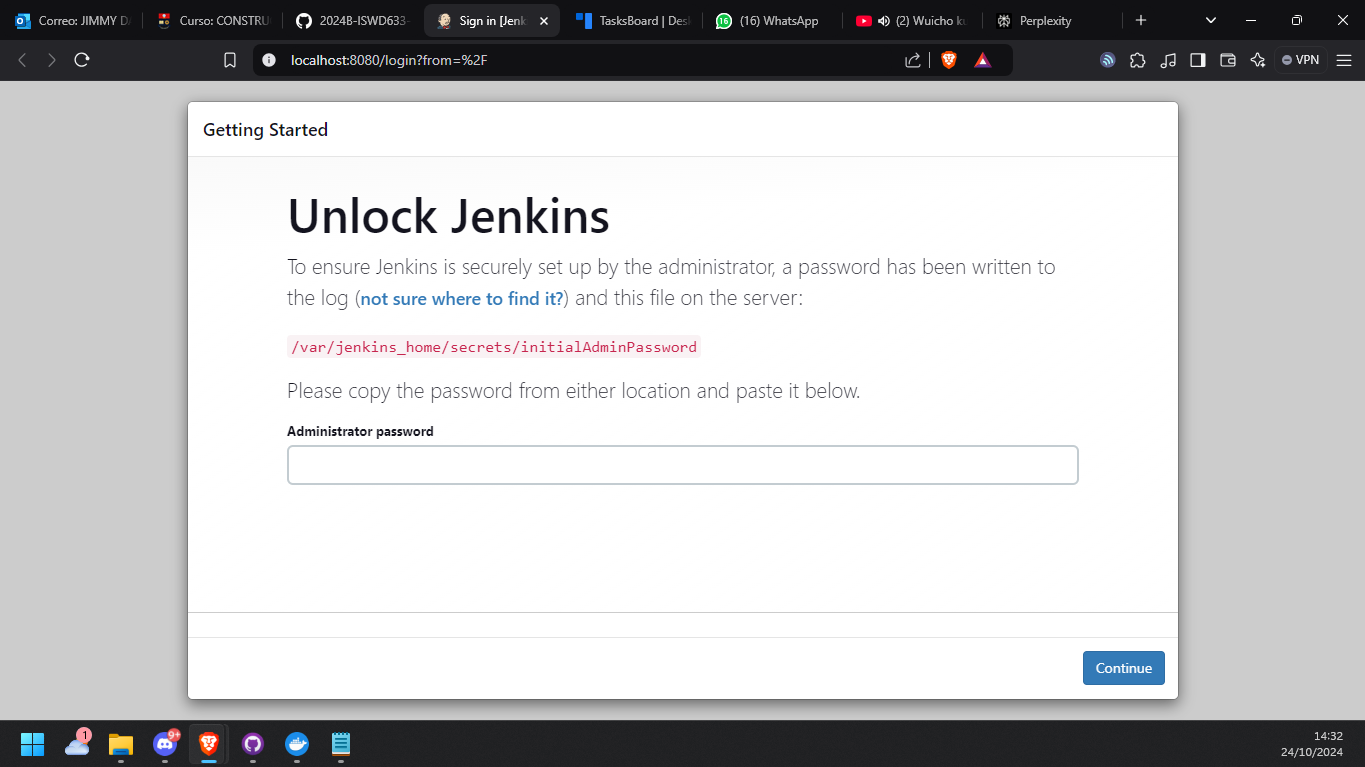 Correo: JIMMY DA
Curso: CONSTRU
2024B-ISWD633-
Sign in [Jenk
TasksBoard | Desk
16
(16) WhatsApp
(2) Wuicho ku
Perplexity
localhost:8080/login?from=%2F
VPN
Getting Started
Unlock Jenkins
To ensure Jenkins is securely set up by the administrator, a password has been written to
the log (not sure where to find it?) and this file on the server:
/var/jenkins_home/secrets/initialAdminPassword
Please copy the password from either location and paste it below.
Administrator password
Continue
1
9+
14:32
24/10/2024